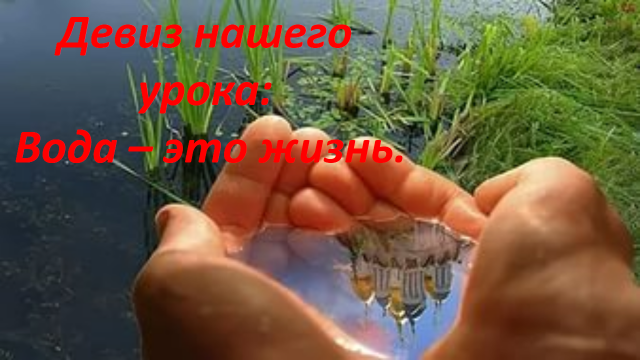 Девиз нашего
урока:
Вода – это жизнь.